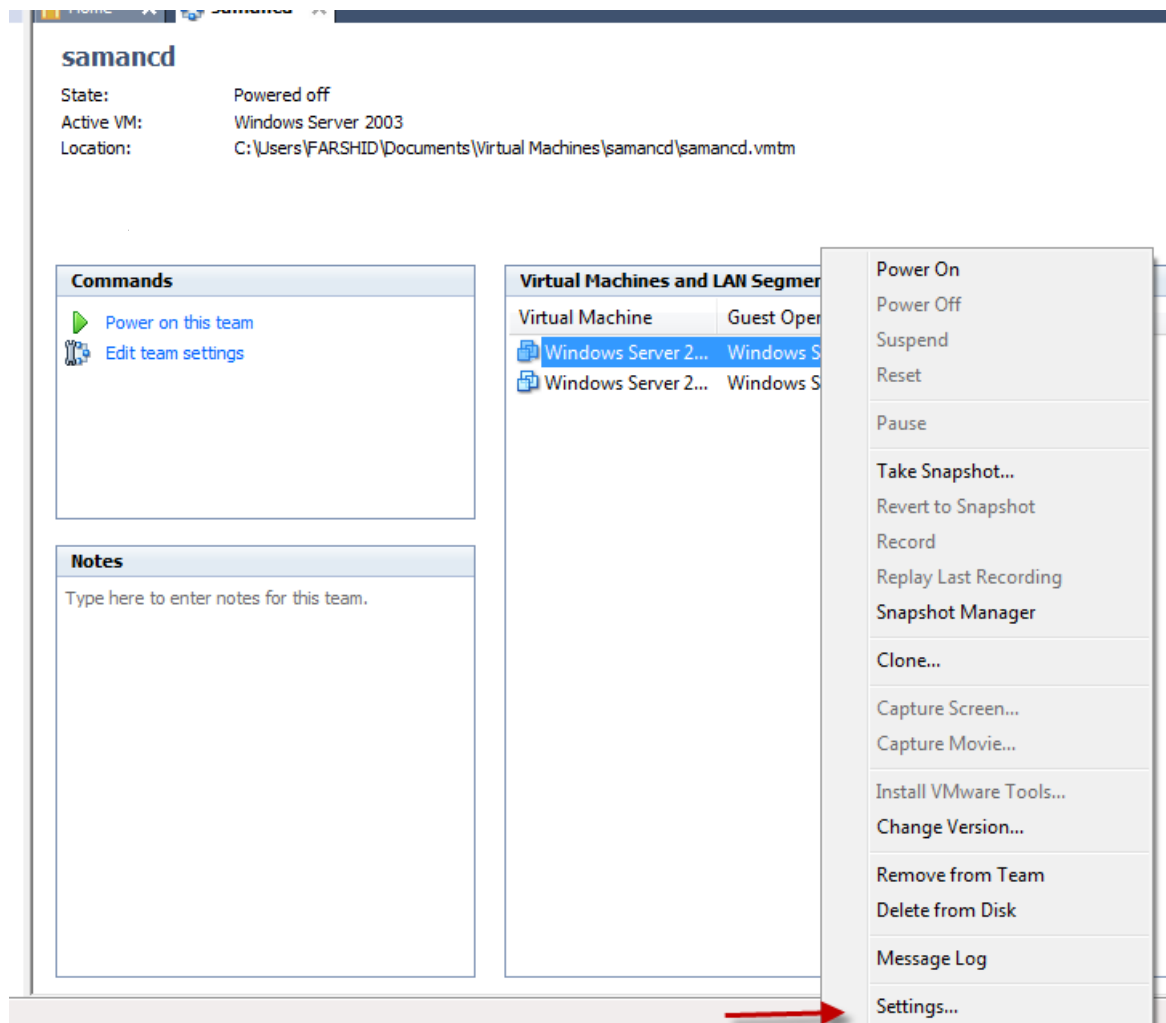 Home
samancd
samancd
State: Powered off
Active VM: Windows Server 2003
Location: C:\Users\FARSHID\Documents\Virtual Machines\samancd\samancd.vmtm
Commands
Power on this team
Edit team settings
Notes
Type here to enter notes for this team.
Virtual Machines and LAN Segmer
Virtual Machine Guest Oper
Windows Server 2... Windows S
Windows Server 2... Windows S
Power On
Power Off
Suspend
Reset
Pause
Take Snapshot...
Revert to Snapshot
Record
Replay Last Recording
Snapshot Manager
Clone...
Capture Screen...
Capture Movie...
Install VMware Tools...
Change Version...
Remove from Team
Delete from Disk
Message Log
Settings...